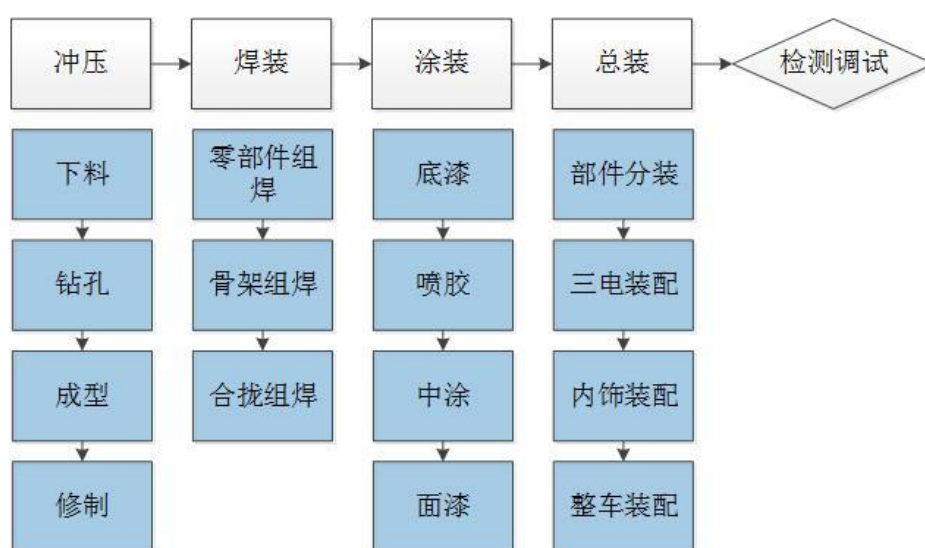 冲压
焊装
涂装
总装
检测调试
下料
钻孔
成型
修制
零部件组
焊
骨架组焊
合拢组焊
底漆
喷胶
中涂
面漆
部件分装
三电装配
内饰装配
整车装配